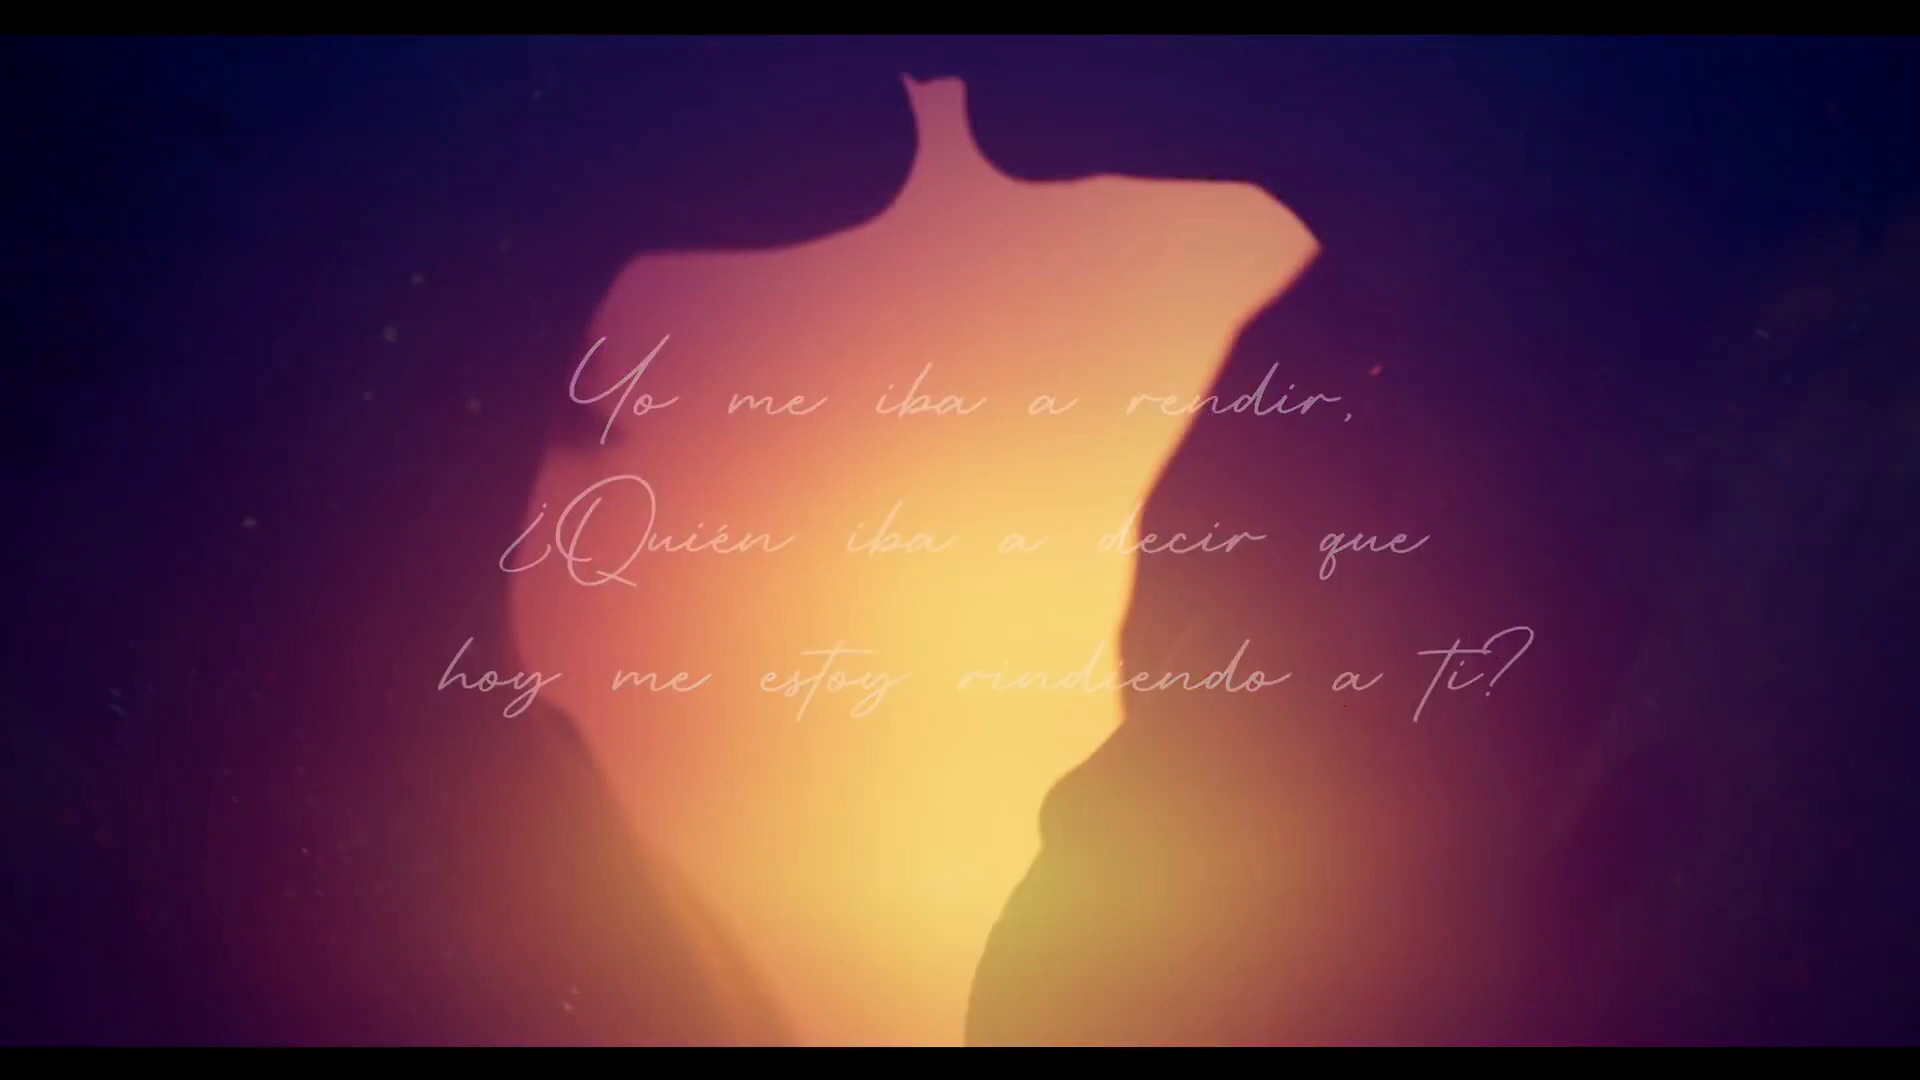 Yo me iba a rendir,
¿Quién iba a decir que
hoy me estoy rindiendo a ti?